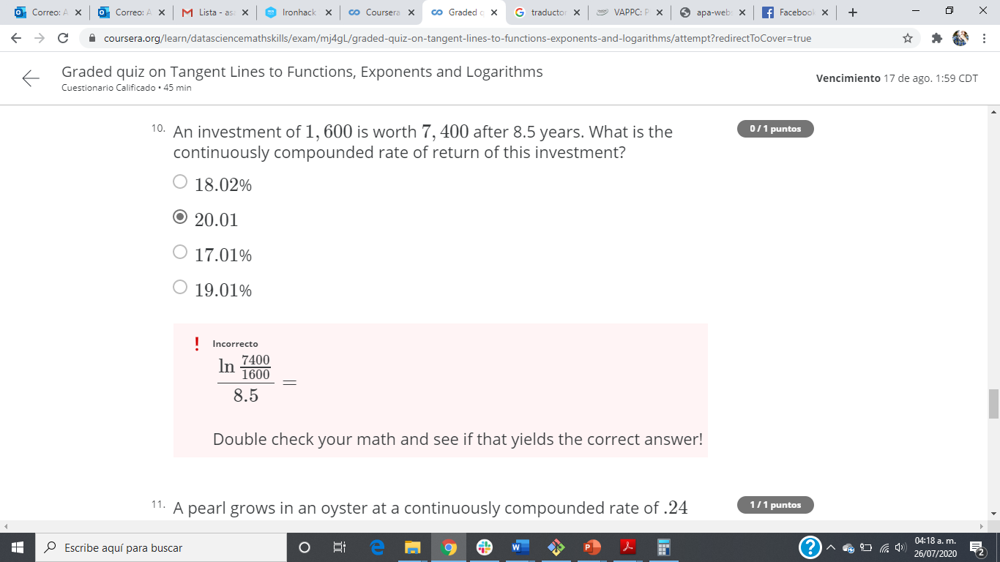 Correo: A
Correo: A
Lista - as
Ironhack
Coursera
Graded q
traductor
VAPPC: P
apa-webs
Facebook
coursera.org/learn/datasciencemathskills/exam/mj4gL/graded-quiz-on-tangent-lines-to-functions-exponents-and-logarithms/attempt?redirectToCover=true
Graded quiz on Tangent Lines to Functions, Exponents and Logarithms
Cuestionario Calificado • 45 min
Vencimiento 17 de ago. 1:59 CDT
10. An investment of 1,600 is worth 7,400 after 8.5 years. What is the
continuously compounded rate of return of this investment?
0 / 1 puntos
18.02%
20.01
17.01%
19.01%
! Incorrecto
ln 7400
1600
=
8.5
Double check your math and see if that yields the correct answer!
11. A pearl grows in an oyster at a continuously compounded rate of .24
1 / 1 puntos
Escribe aquí para buscar
04:18 a. m.
26/07/2020
2